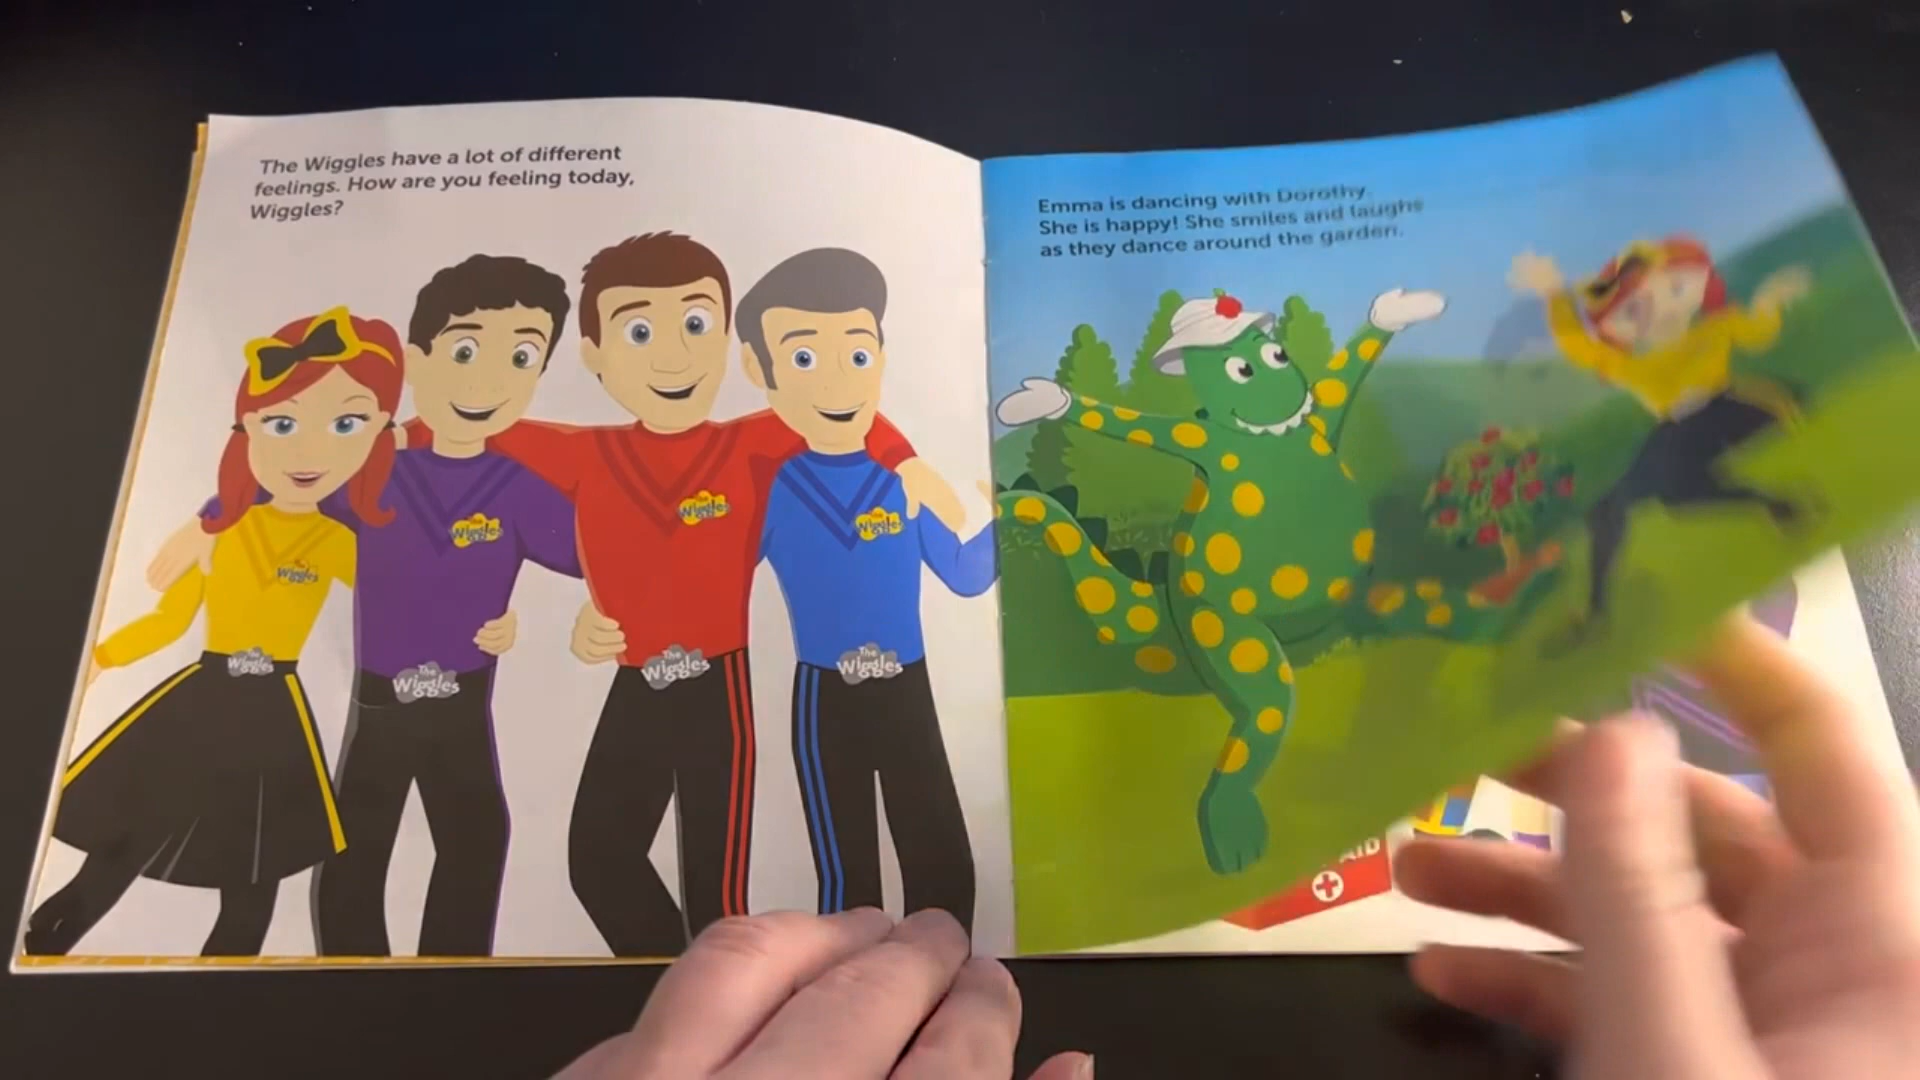 The Wiggles have a lot of different
feelings. How are you feeling today,
Wiggles?
Emma is dancing with Dorothy.
She is happy! She smiles and laughs
as they dance around the garden.
The Wiggles
The Wiggles
The Wiggles
The Wiggles
The Wiggles
The Wiggles
The Wiggles
The Wiggles
AID